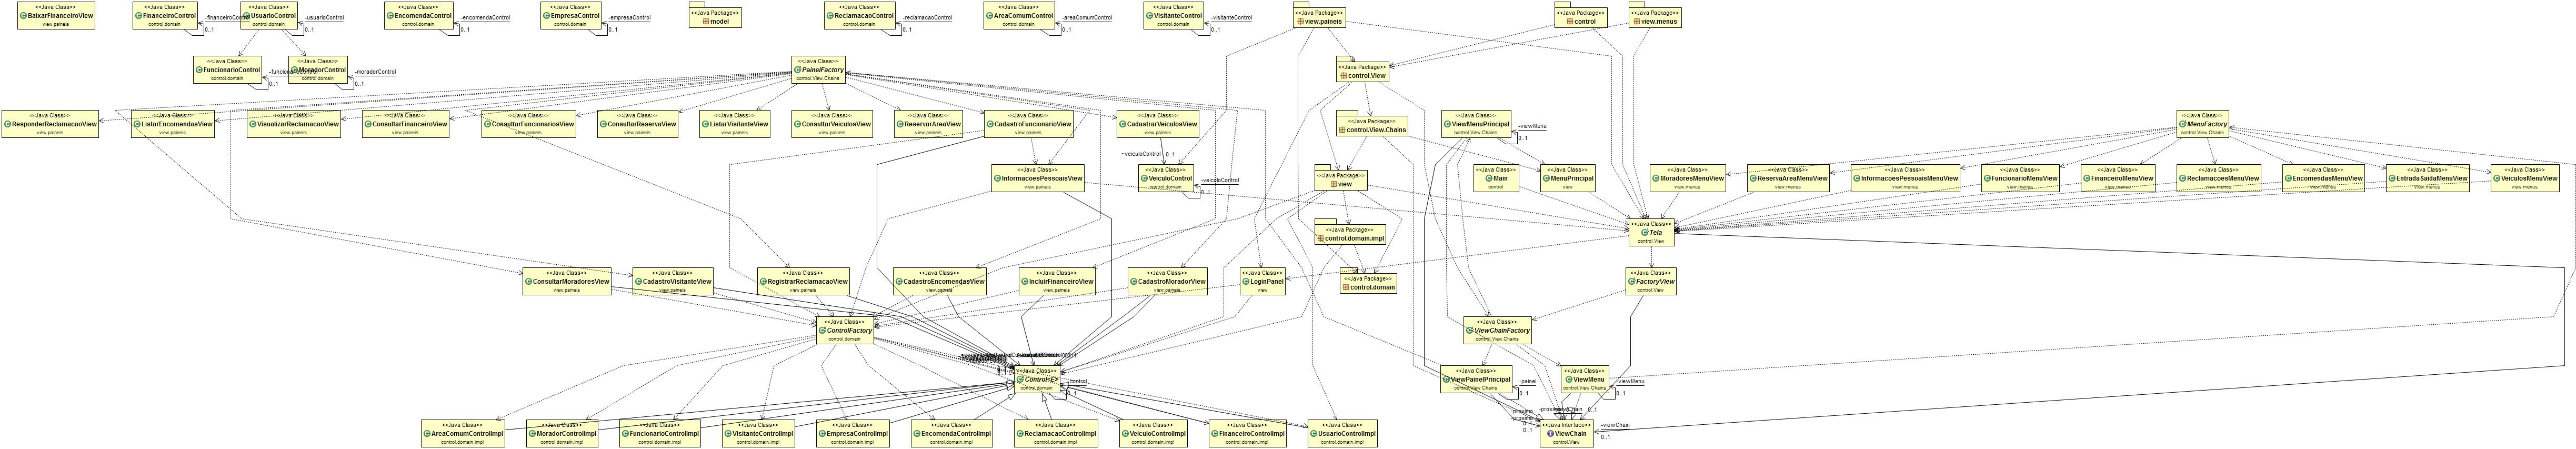 <<Java Class>>
BaixarFinanceiroView
view.paineis
<<Java Class>>
FinanceiroControl
control.domain
-financeiroControl
0..1
<<Java Class>>
UsuarioControl
control.domain
-usuarioControl
0..1
<<Java Class>>
EncomendaControl
control.domain
-encomendaControl
0..1
<<Java Class>>
EmpresaControl
control.domain
-empresaControl
0..1
<<Java Package>>
model
<<Java Class>>
ReclamacaoControl
control.domain
-reclamacaoControl
0..1
<<Java Class>>
AreaComumControl
control.domain
-areaComumControl
0..1
<<Java Class>>
VisitanteControl
control.domain
-visitanteControl
0..1
<<Java Package>>
view.paineis
<<Java Package>>
control
<<Java Package>>
view.menus
<<Java Class>>
FuncionarioControl
control.domain
-funcionarioControl
0..1
<<Java Class>>
MoradorControl
control.domain
-moradorControl
0..1
<<Java Class>>
PainelFactory
control.View.Chains
<<Java Package>>
control.View
<<Java Class>>
ResponderReclamacaoView
view.paineis
<<Java Class>>
ListarEncomendasView
view.paineis
<<Java Class>>
VisualizarReclamacaoView
view.paineis
<<Java Class>>
ConsultarFinanceiroView
view.paineis
<<Java Class>>
ConsultarFuncionariosView
view.paineis
<<Java Class>>
ConsultarReservaView
view.paineis
<<Java Class>>
ListarVisitanteView
view.paineis
<<Java Class>>
ConsultarVeiculosView
view.paineis
<<Java Class>>
ReservarAreaView
view.paineis
<<Java Class>>
CadastroFuncionarioView
view.paineis
<<Java Class>>
CadastrarVeiculosView
view.paineis
<<Java Package>>
control.View.Chains
<<Java Class>>
ViewMenuPrincipal
control.View.Chains
-viewMenu
0..1
<<Java Class>>
MenuFactory
control.View.Chains
~veiculoControl
0..1
<<Java Class>>
InformacoesPessoaisView
view.paineis
<<Java Class>>
VeiculoControl
control.domain
-veiculoControl
0..1
<<Java Package>>
view
<<Java Class>>
Main
control
<<Java Class>>
MenuPrincipal
view
<<Java Class>>
MoradoresMenuView
view.menus
<<Java Class>>
ReservaAreaMenuView
view.menus
<<Java Class>>
InformacoesPessoaisMenuView
view.menus
<<Java Class>>
FuncionarioMenuView
view.menus
<<Java Class>>
FinanceiroMenuView
view.menus
<<Java Class>>
ReclamacoesMenuView
view.menus
<<Java Class>>
EncomendasMenuView
view.menus
<<Java Class>>
EntradaSaidaMenuView
view.menus
<<Java Class>>
VeiculosMenuView
view.menus
<<Java Package>>
control.domain.impl
<<Java Class>>
Tela
control.View
<<Java Class>>
ConsultarMoradoresView
view.paineis
<<Java Class>>
CadastroVisitanteView
view.paineis
<<Java Class>>
RegistrarReclamacaoView
view.paineis
<<Java Class>>
CadastroEncomendasView
view.paineis
<<Java Class>>
IncluirFinanceiroView
view.paineis
<<Java Class>>
CadastroMoradorView
view.paineis
<<Java Class>>
LoginPanel
view
<<Java Package>>
control.domain
<<Java Class>>
FactoryView
control.View
<<Java Class>>
ControlFactory
control.domain
<<Java Class>>
ViewChainFactory
control.View.Chains
<<Java Class>>
Control<E>
control.domain
-control
0..1
<<Java Class>>
ViewPainelPrincipal
control.View.Chains
-painel
0..1
<<Java Class>>
ViewMenu
control.View.Chains
-viewMenu
0..1
-proximo
0..1
-proximo
0..1
<<Java Class>>
AreaComumControlImpl
control.domain.impl
<<Java Class>>
MoradorControlImpl
control.domain.impl
<<Java Class>>
FuncionarioControlImpl
control.domain.impl
<<Java Class>>
VisitanteControlImpl
control.domain.impl
<<Java Class>>
EmpresaControlImpl
control.domain.impl
<<Java Class>>
EncomendaControlImpl
control.domain.impl
<<Java Class>>
ReclamacaoControlImpl
control.domain.impl
<<Java Class>>
VeiculoControlImpl
control.domain.impl
<<Java Class>>
FinanceiroControlImpl
control.domain.impl
<<Java Class>>
UsuarioControlImpl
control.domain.impl
<<Java Interface>>
ViewChain
control.View
-viewChain
0..1